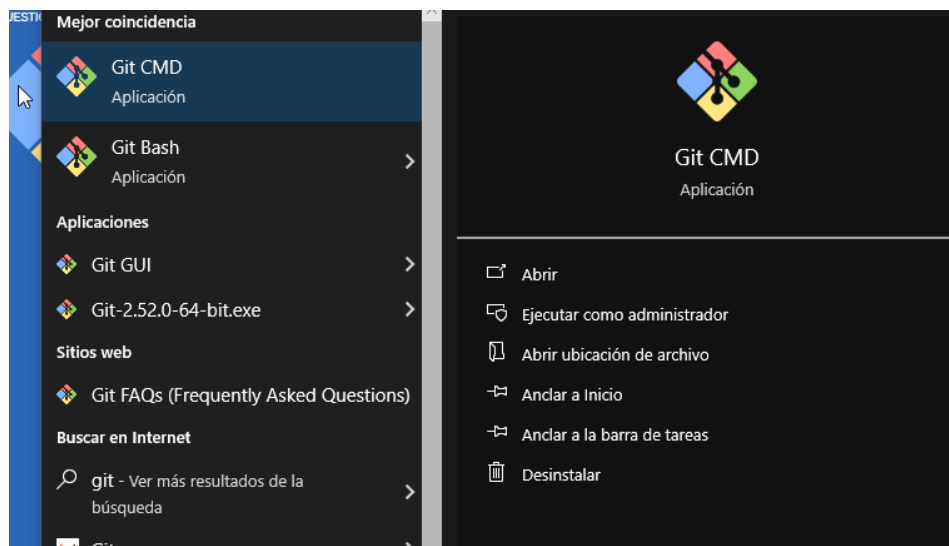 Mejor coincidencia
Git CMD
Aplicación
Git Bash
Aplicación
Aplicaciones
Git GUI
Git-2.52.0-64-bit.exe
Sitios web
Git FAQs (Frequently Asked Questions)
Buscar en Internet
git - Ver más resultados de la
búsqueda
Git CMD
Aplicación
Abrir
Ejecutar como administrador
Abrir ubicación de archivo
Anclar a Inicio
Anclar a la barra de tareas
Desinstalar